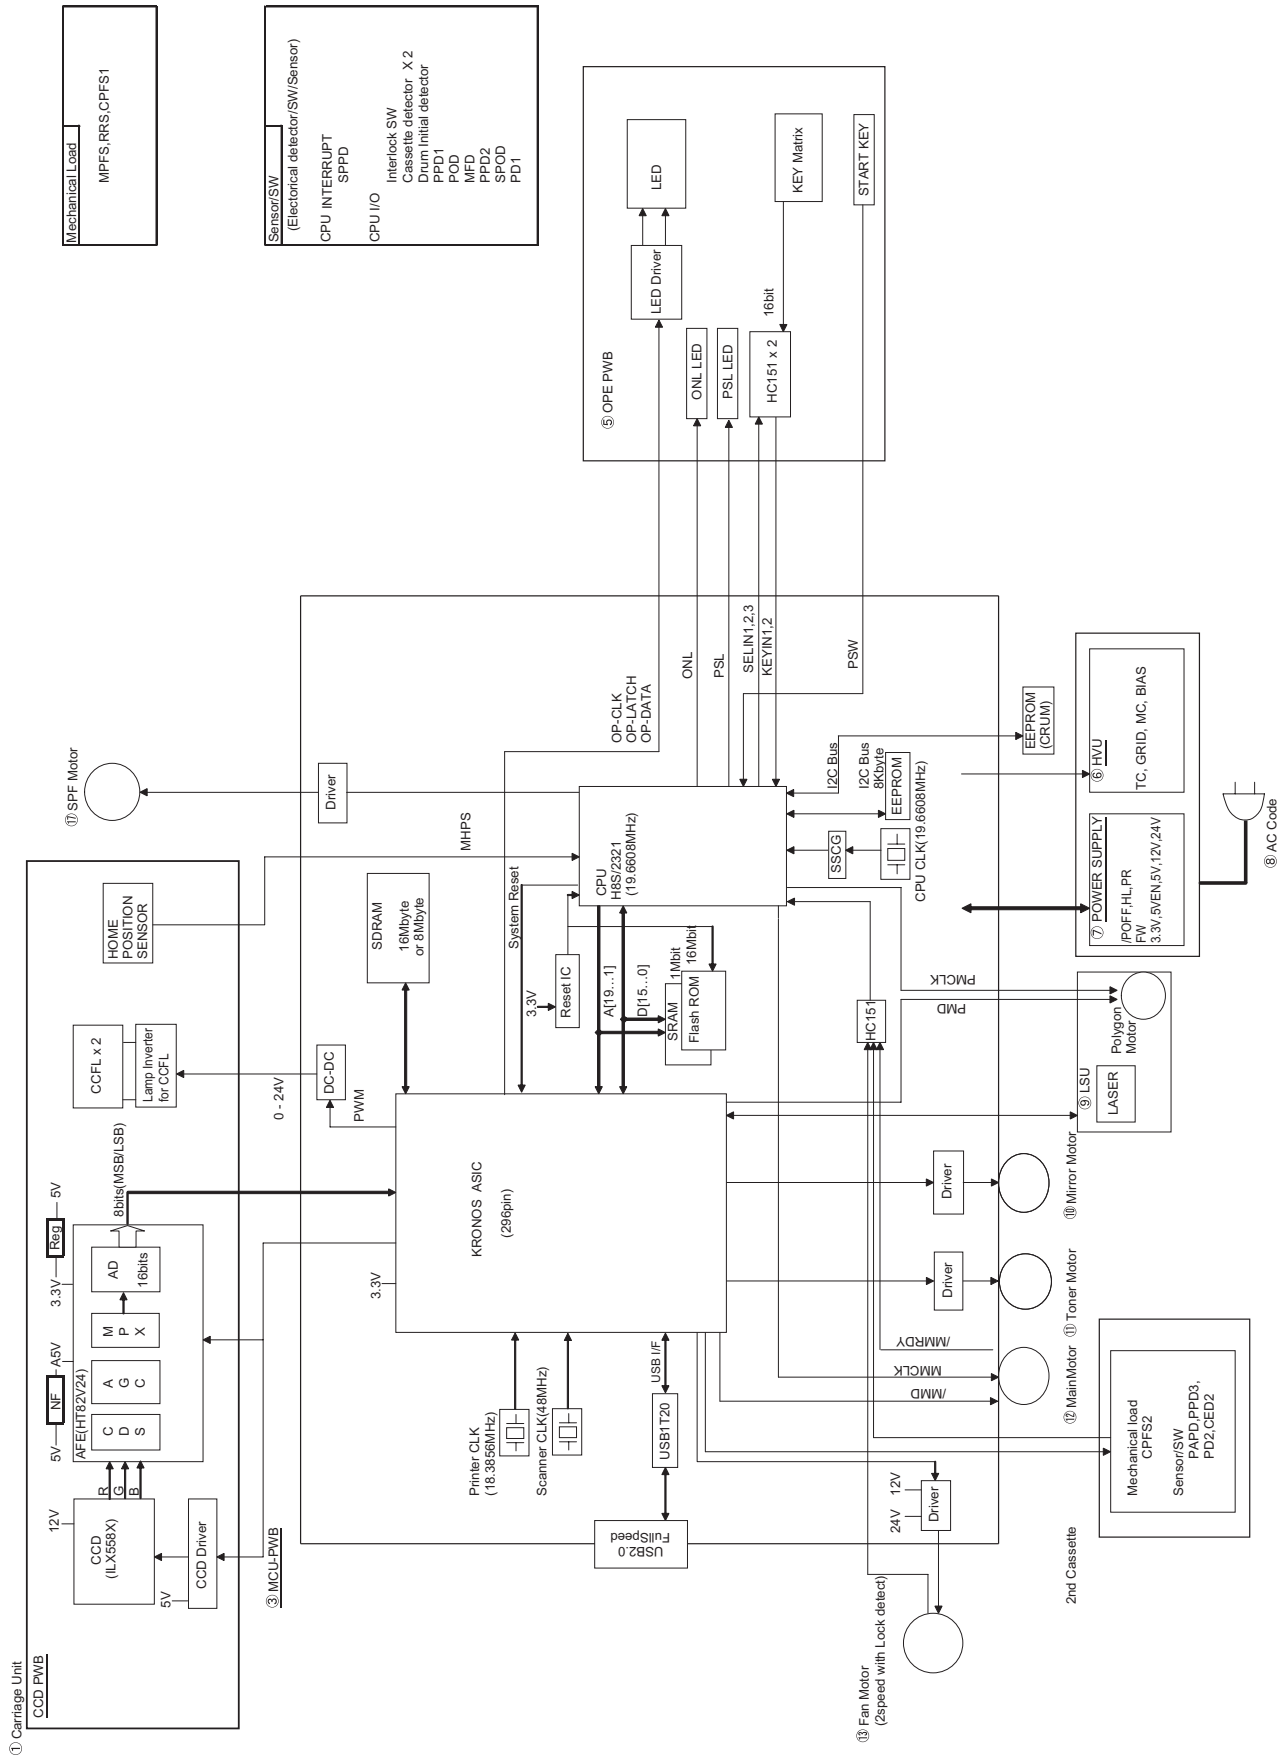 ① Carriage Unit
CCD PWB
12V
CCD
(ILX558X)
5V
CCD Driver
R
G
B
5V
NF
A5V
3.3V
Reg
5V
AFE(HT82V24)
C
D
S
A
G
C
M
P
X
AD
16bits
8bits(MSB/LSB)
CCFL x 2
Lamp Inverter
for CCFL
0 - 24V
HOME
POSITION
SENSOR
MHPS
⑰ SPF Motor
Driver
Mechanical Load
MPFS,RRS,CPFS1
Sensor/SW
(Electorical detector/SW/Sensor)
CPU INTERRUPT
SPPD
CPU I/O
Interlock SW
Cassette detector X 2
Drum Initial detector
PPD1
POD
MFD
PPD2
SPOD
PD1
③ MCU-PWB
DC-DC
PWM
3.3V
KRONOS ASIC
(296pin)
SDRAM
16Mbyte
or 8Mbyte
System Reset
3.3V
Reset IC
A[19...1]
D[15...0]
SRAM
1Mbit
Flash ROM
16Mbit
CPU
H8S/2321
(19.6608MHz)
OP-CLK
OP-LATCH
OP-DATA
ONL
PSL
SELIN1,2,3
KEYIN1,2
PSW
⑤ OPE PWB
LED Driver
LED
ONL LED
PSL LED
HC151 x 2
16bit
KEY Matrix
START KEY
Printer CLK
(18.3856MHz)
Scanner CLK(48MHz)
USB I/F
USB1T20
USB2.0
FullSpeed
24V
12V
Driver
⑬ Fan Motor
(2speed with Lock detect)
SSCG
CPU CLK(19.6608MHz)
EEPROM
I2C Bus
8Kbyte
I2C Bus
EEPROM
(CRUM)
HC151
PMCLK
PMD
/MMRDY
MMCLK
/MMD
Driver
Driver
⑩ Mirror Motor
⑪ Toner Motor
⑫ MainMotor
⑨ LSU
LASER
Polygon
Motor
⑦ POWER SUPPLY
/POFF,HL,PR
FW
3.3V,5VEN,5V,12V,24V
⑥ HVU
TC, GRID, MC, BIAS
⑧ AC Code
2nd Cassette
Mechanical load
CPFS2
Sensor/SW
PAPD,PPD3,
PD2,CED2